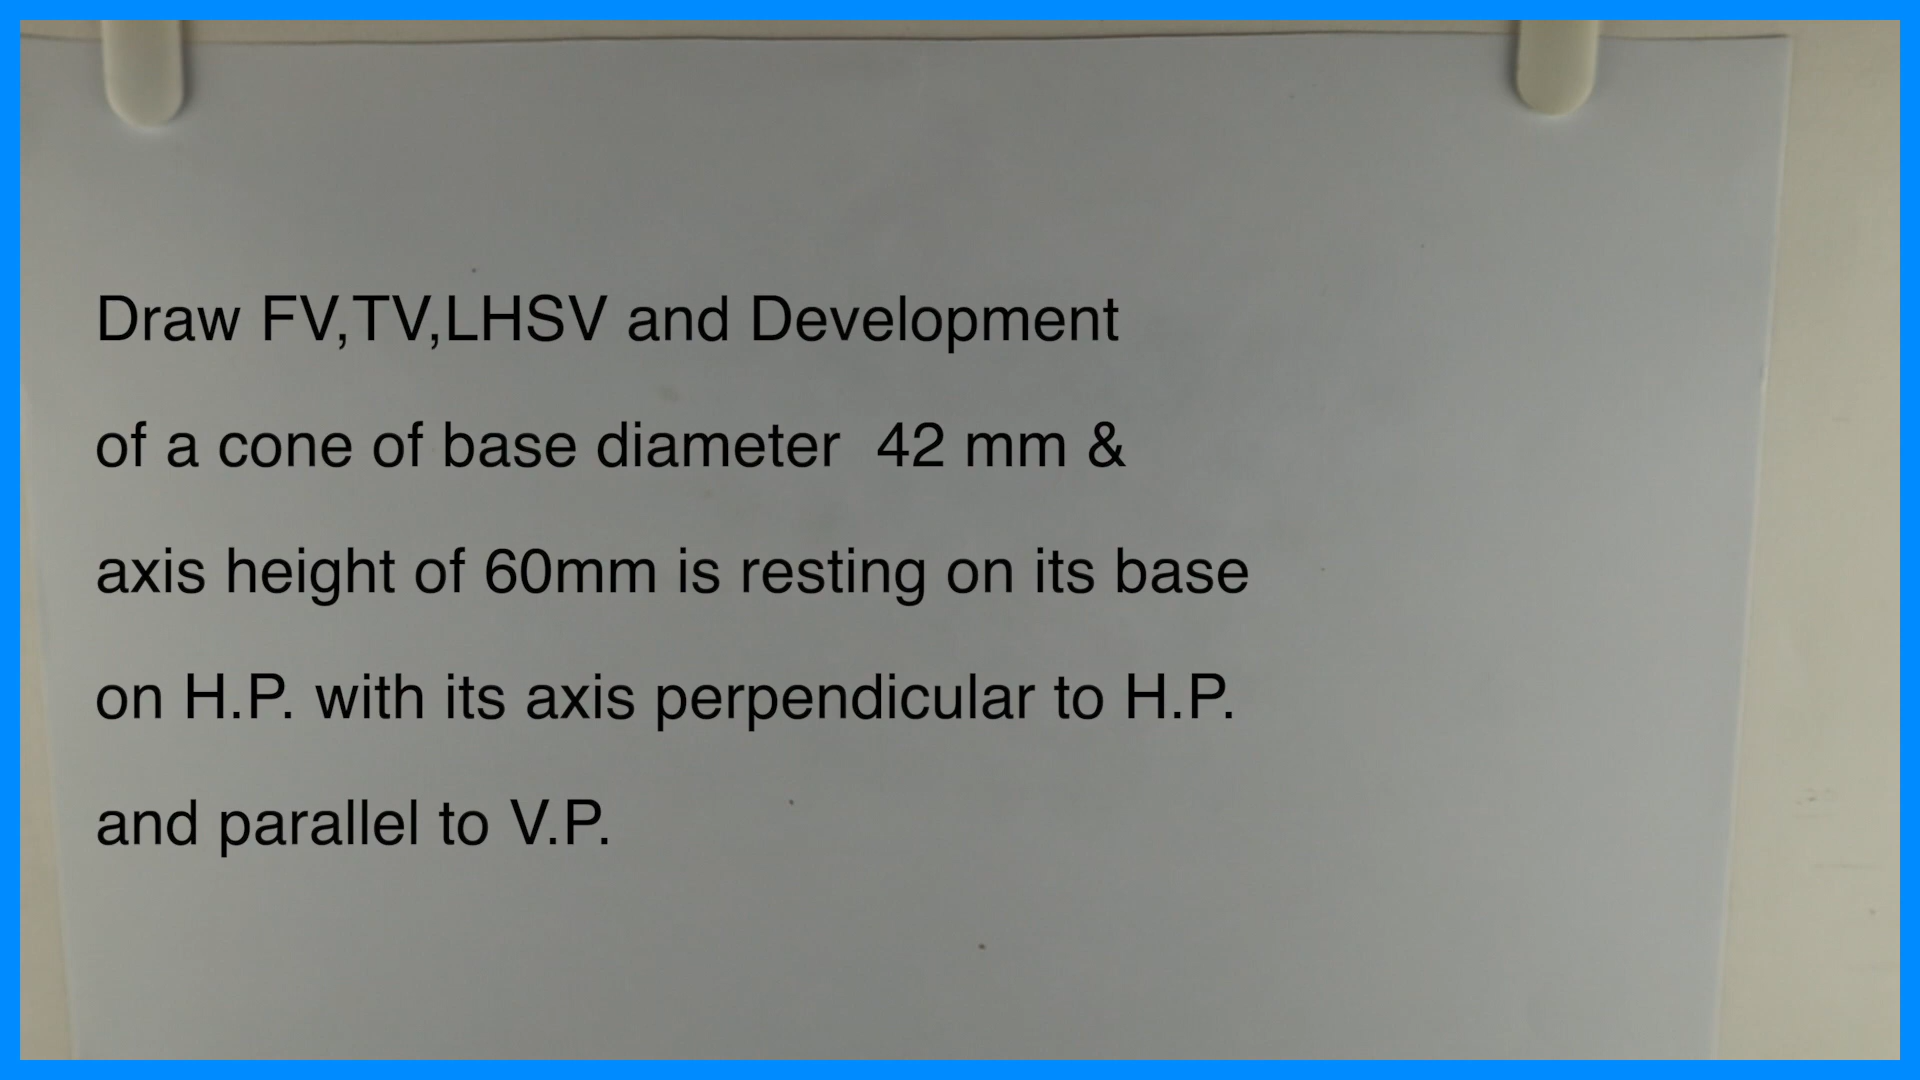 Draw FV,TV,LHSV and Development
of a cone of base diameter  42 mm &
axis height of 60mm is resting on its base
on H.P. with its axis perpendicular to H.P.
and parallel to V.P.